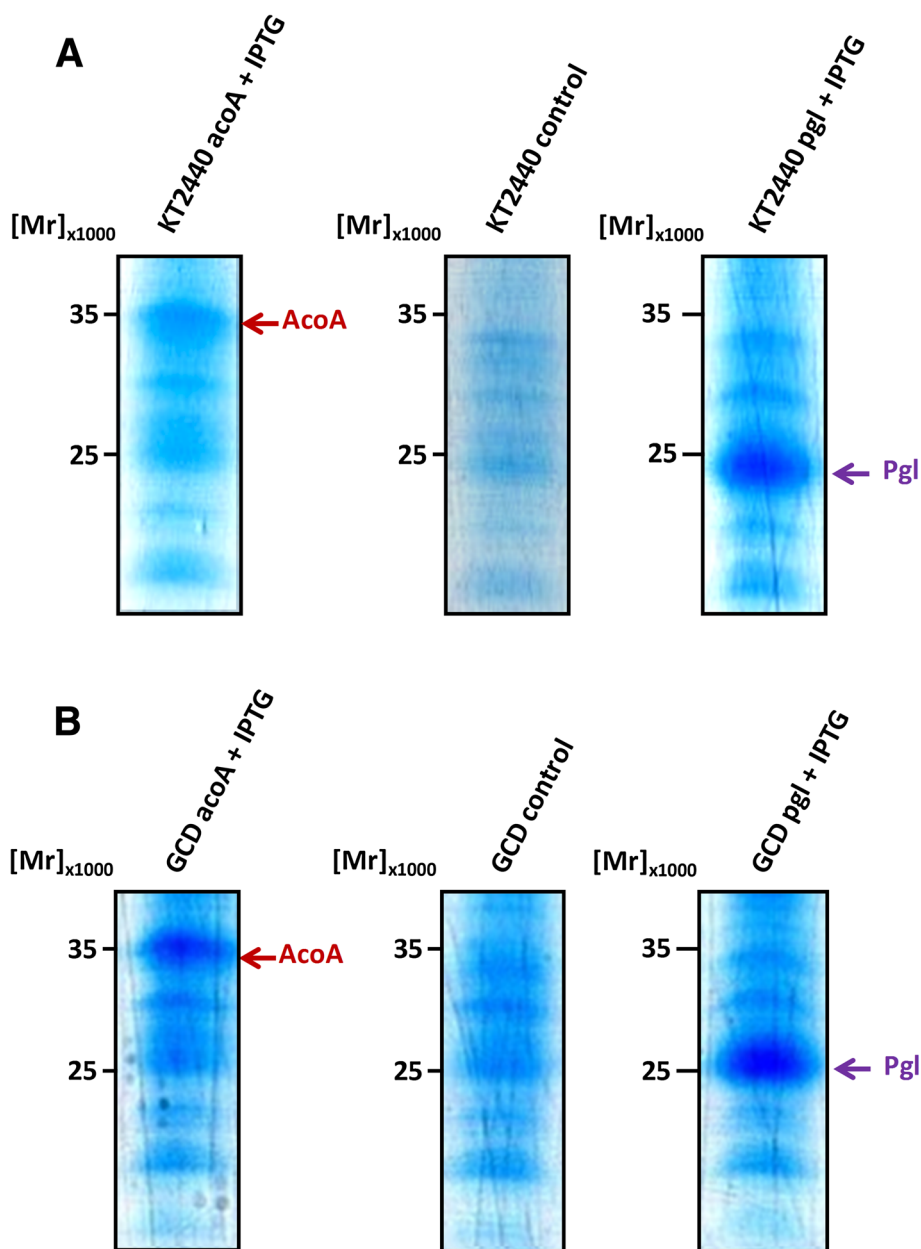 A
KT2440 acoA + IPTG
KT2440 control
KT2440 pgl + IPTG
[Mr]x1000
[Mr]x1000
[Mr]x1000
35
AcoA
35
35
25
25
25
Pgl
B
GCD acoA + IPTG
GCD control
GCD pgl + IPTG
[Mr]x1000
[Mr]x1000
[Mr]x1000
35
AcoA
35
35
25
25
25
Pgl